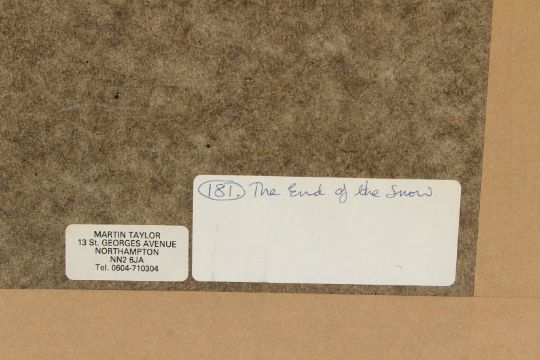 181. The End of the Snow.
MARTIN TAYLOR
13 St. GEORGES AVENUE
NORTHAMPTON
NN2 6JA
Tel. 0604-710304